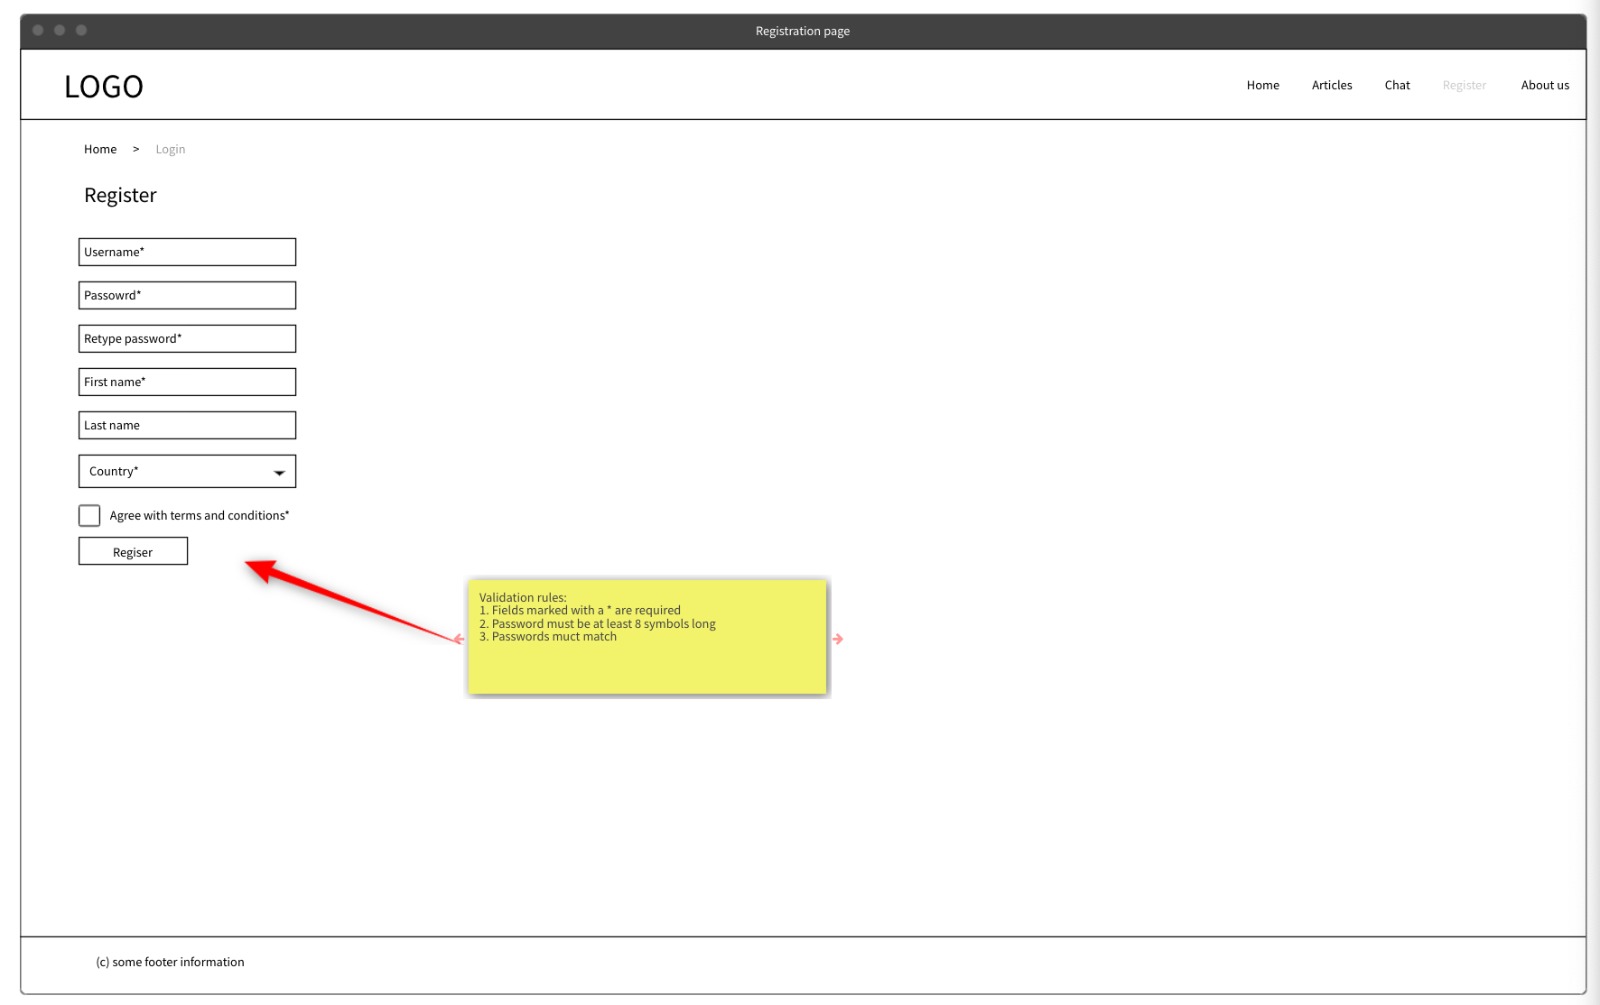 Registration page
LOGO
Home Articles Chat Register About us
Home > Login
Register
Username*
Passowrd*
Retype password*
First name*
Last name
Country*
Agree with terms and conditions*
Regiser
Validation rules:
1. Fields marked with a * are required
2. Password must be at least 8 symbols long
3. Passwords muct match
(c) some footer information